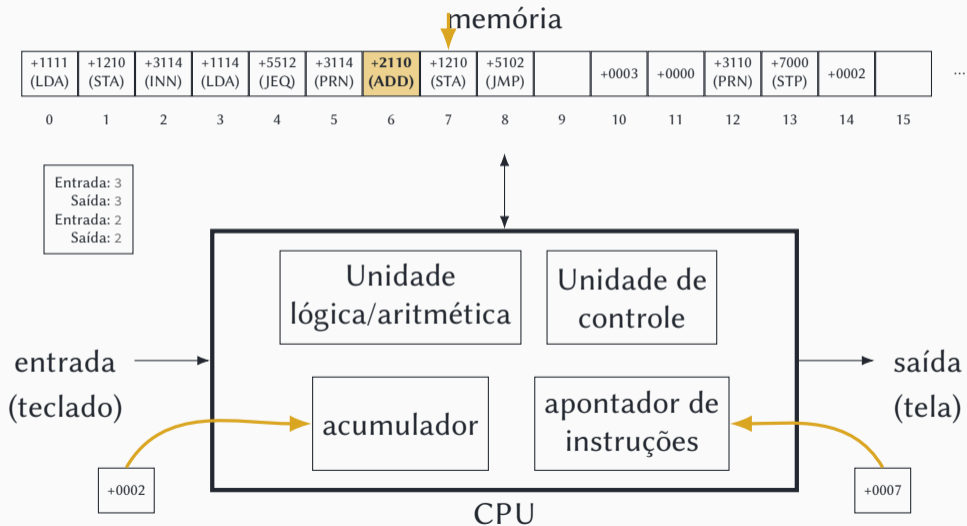 memória
+1111 +1210 +3114 +1114 +5512 +3114 +2110 +1210 +5102 +0003 +0000 +3110 +7000 +0002 ...
(LDA) (STA) (INN) (LDA) (JEQ) (PRN) (ADD) (STA) (JMP) (PRN) (STP)
0 1 2 3 4 5 6 7 8 9 10 11 12 13 14 15
Entrada: 3
Saída: 3
Entrada: 2
Saída: 2
Unidade
lógica/aritmética
Unidade de
controle
entrada
(teclado)
saída
(tela)
acumulador
apontador de
instruções
+0002
+0007
CPU